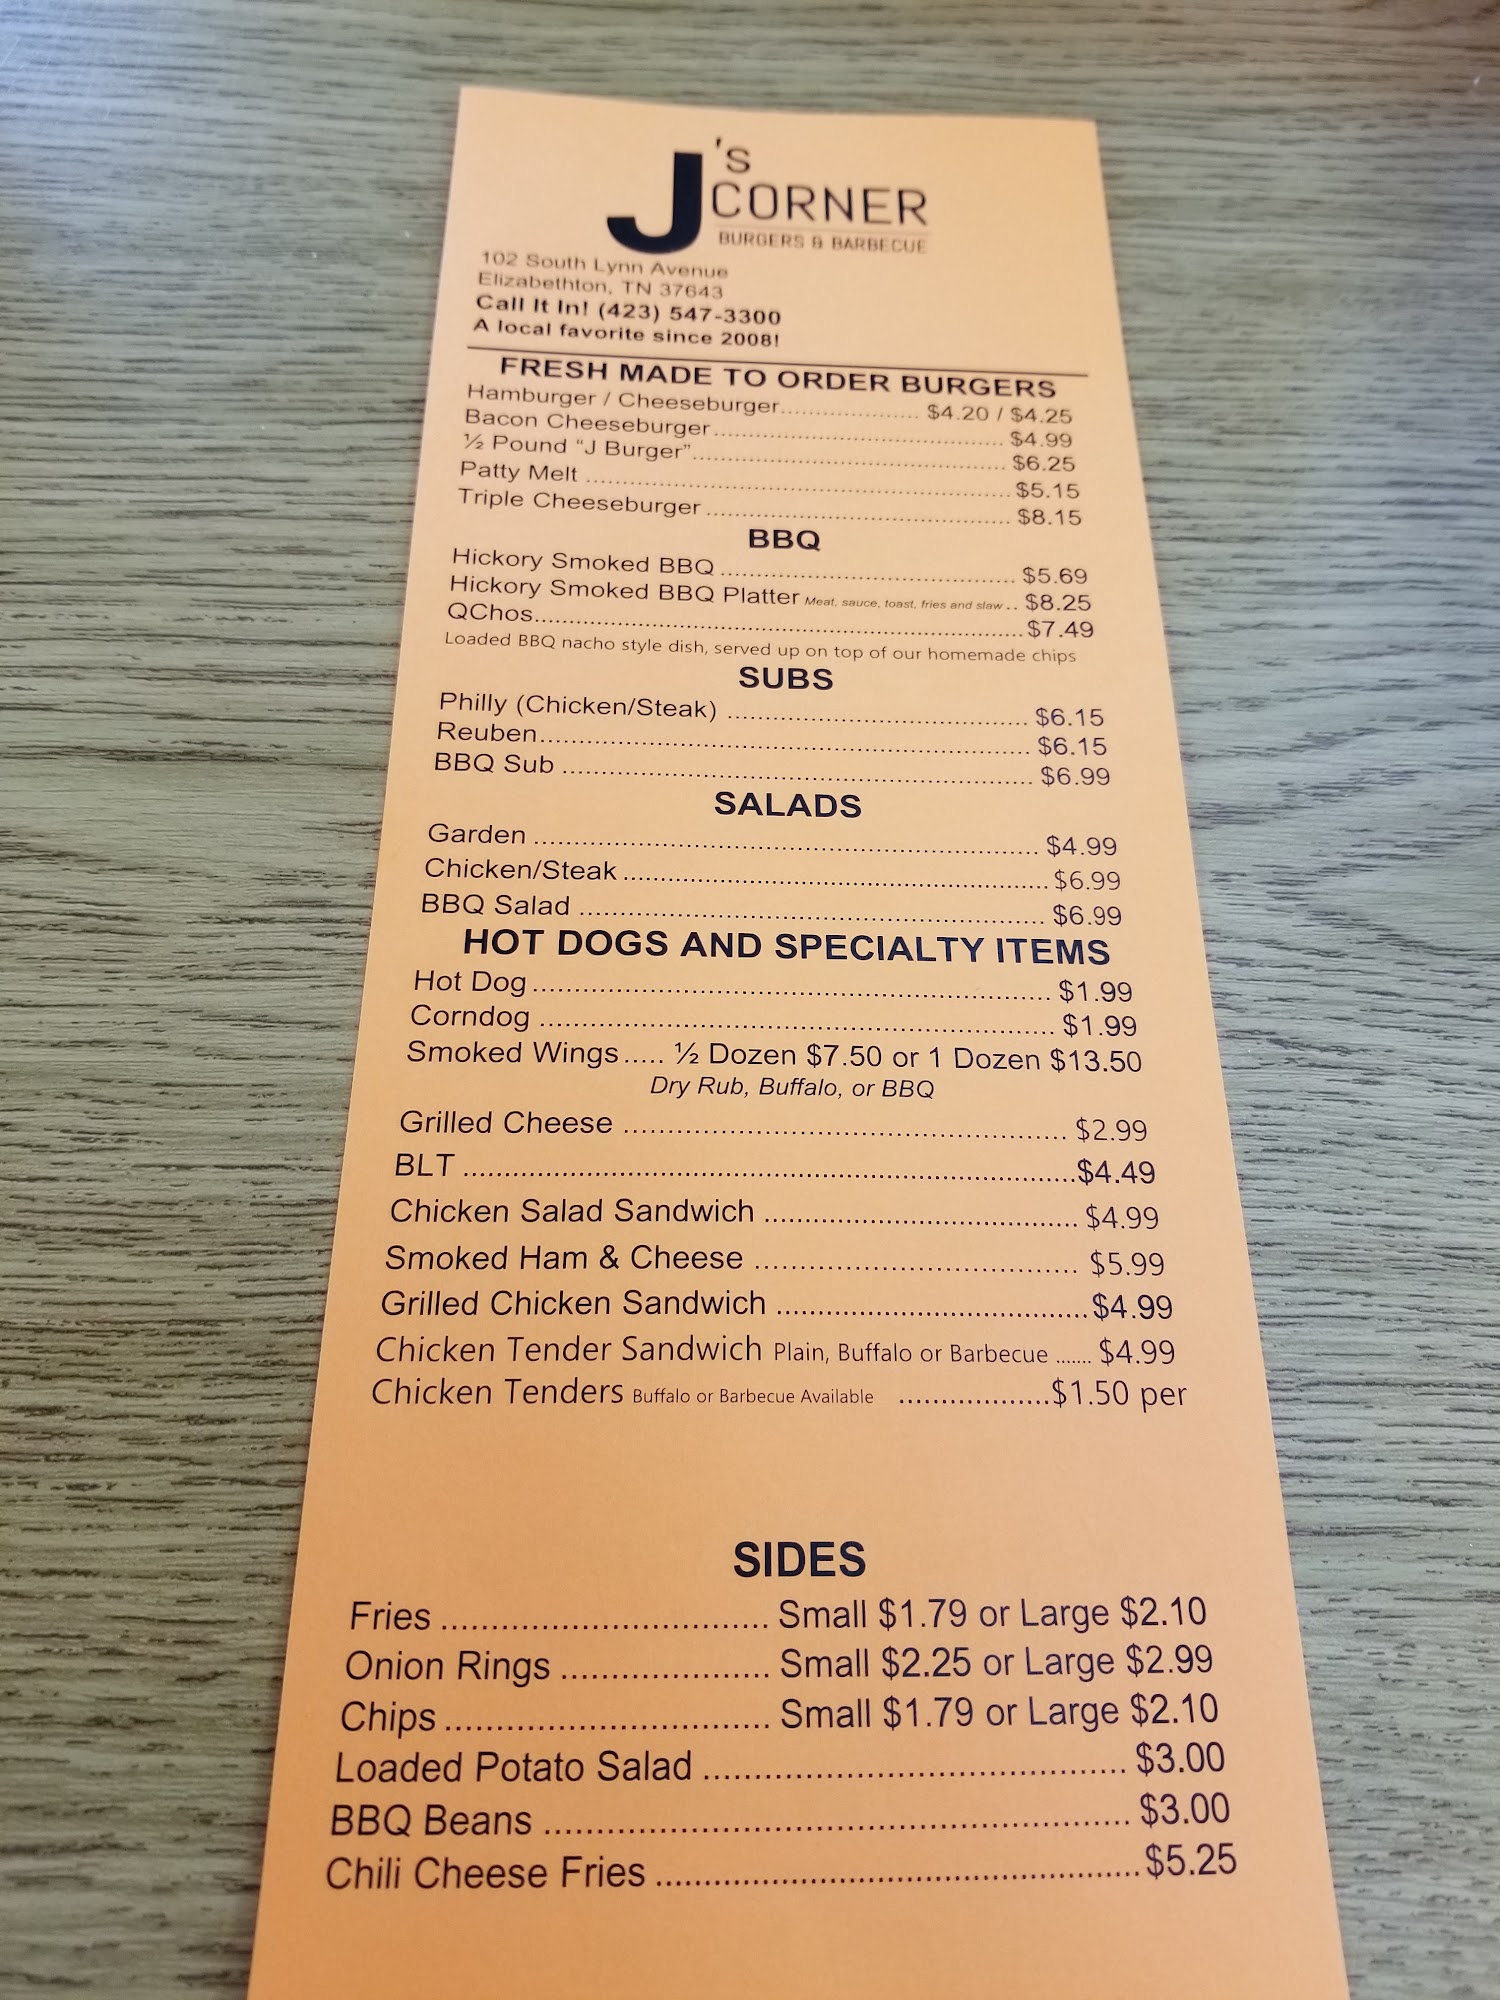 J's
CORNER
BURGERS & BARBECUE
102 South Lynn Avenue
Elizabethton, TN 37643
Call It In! (423) 547-3300
A local favorite since 2008!
FRESH MADE TO ORDER BURGERS
Hamburger / Cheeseburger.................... $4.20 / $4.25
Bacon Cheeseburger.......................................... $4.99
½ Pound “J Burger”............................................. $6.25
Patty Melt ............................................................. $5.15
Triple Cheeseburger ............................................ $8.15
BBQ
Hickory Smoked BBQ .......................................... $5.69
Hickory Smoked BBQ Platter Meat, sauce, toast, fries and slaw .. $8.25
QChos..................................................................... $7.49
Loaded BBQ nacho style dish, served up on top of our homemade chips
SUBS
Philly (Chicken/Steak) ........................................ $6.15
Reuben................................................................. $6.15
BBQ Sub .............................................................. $6.99
SALADS
Garden ................................................................ $4.99
Chicken/Steak ...................................................... $6.99
BBQ Salad ........................................................... $6.99
HOT DOGS AND SPECIALTY ITEMS
Hot Dog ................................................................ $1.99
Corndog ................................................................ $1.99
Smoked Wings..... ½ Dozen $7.50 or 1 Dozen $13.50
Dry Rub, Buffalo, or BBQ
Grilled Cheese ..................................................... $2.99
BLT .........................................................................$4.49
Chicken Salad Sandwich ...................................... $4.99
Smoked Ham & Cheese ....................................... $5.99
Grilled Chicken Sandwich .....................................$4.99
Chicken Tender Sandwich Plain, Buffalo or Barbecue ....... $4.99
Chicken Tenders Buffalo or Barbecue Available ...................$1.50 per
SIDES
Fries ................................ Small $1.79 or Large $2.10
Onion Rings ..................... Small $2.25 or Large $2.99
Chips ................................ Small $1.79 or Large $2.10
Loaded Potato Salad .......................................... $3.00
BBQ Beans ......................................................... $3.00
Chili Cheese Fries ................................................$5.25